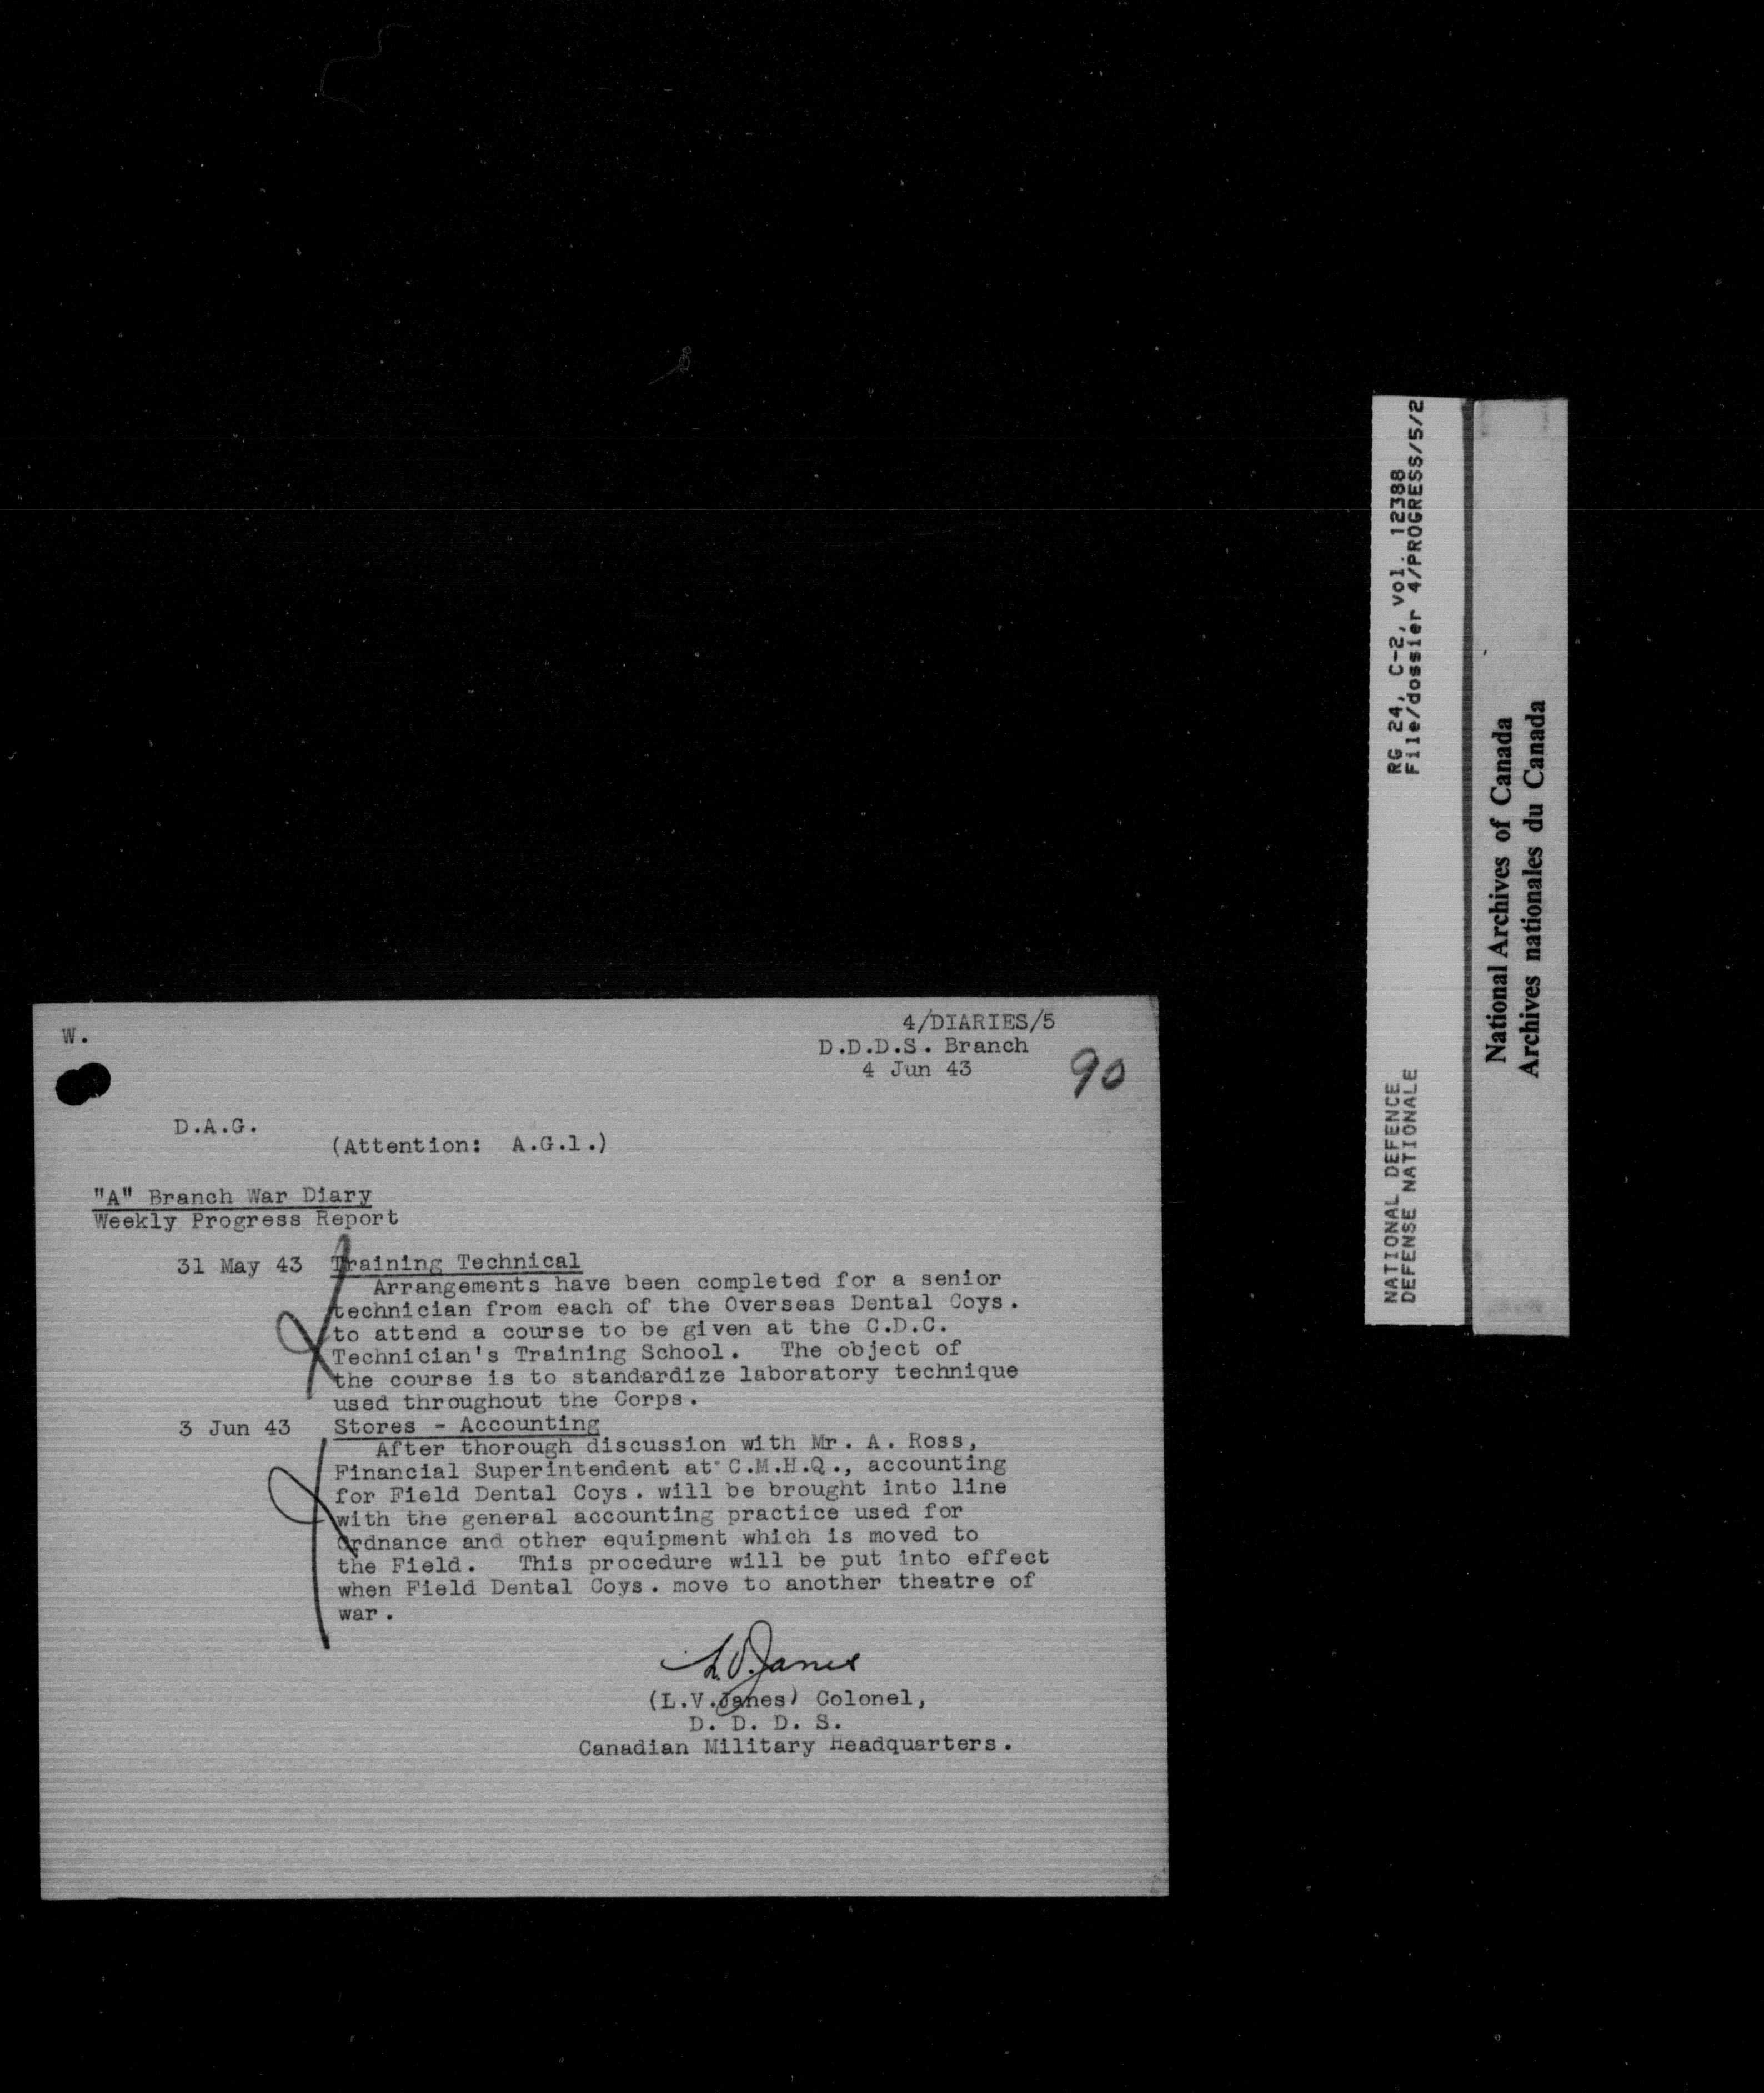 W.
4/DIARIES/5
D.D.D.S. Branch
4 Jun 43
90
D.A.G.
(Attention: A.G.1.)
"A" Branch War Diary
Weekly Progress Report
31 May 43 Training Technical
Arrangements have been completed for a senior
technician from each of the Overseas Dental Coys.
to attend a course to be given at the C.D.C.
Technician's Training School. The object of
the course is to standardize laboratory technique
used throughout the Corps.
3 Jun 43 Stores - Accounting
After thorough discussion with Mr. A. Ross,
Financial Superintendent at C.M.H.Q., accounting
for Field Dental Coys. will be brought into line
with the general accounting practice used for
Ordnance and other equipment which is moved to
the Field. This procedure will be put into effect
when Field Dental Coys. move to another theatre of
war.
L.V. Janes
(L.V.Janes) Colonel,
D. D. D. S.
Canadian Military Headquarters.
RG 24, C-2, vol. 12388
File/dossier 4/PROGRESS/5/2
NATIONAL DEFENCE
DEFENSE NATIONALE
National Archives of Canada
Archives nationales du Canada